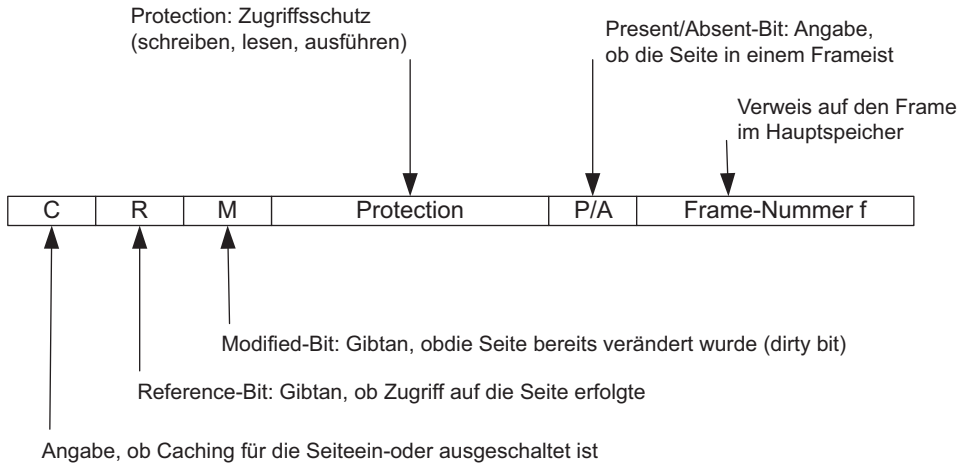 Protection: Zugriffsschutz
(schreiben, lesen, ausführen)
Present/Absent-Bit: Angabe,
ob die Seite in einem Frameist
Verweis auf den Frame
im Hauptspeicher
C R M Protection P/A Frame-Nummer f
Modified-Bit: Gibtan, obdie Seite bereits verändert wurde (dirty bit)
Reference-Bit: Gibtan, ob Zugriff auf die Seite erfolgte
Angabe, ob Caching für die Seiteein-oder ausgeschaltet ist